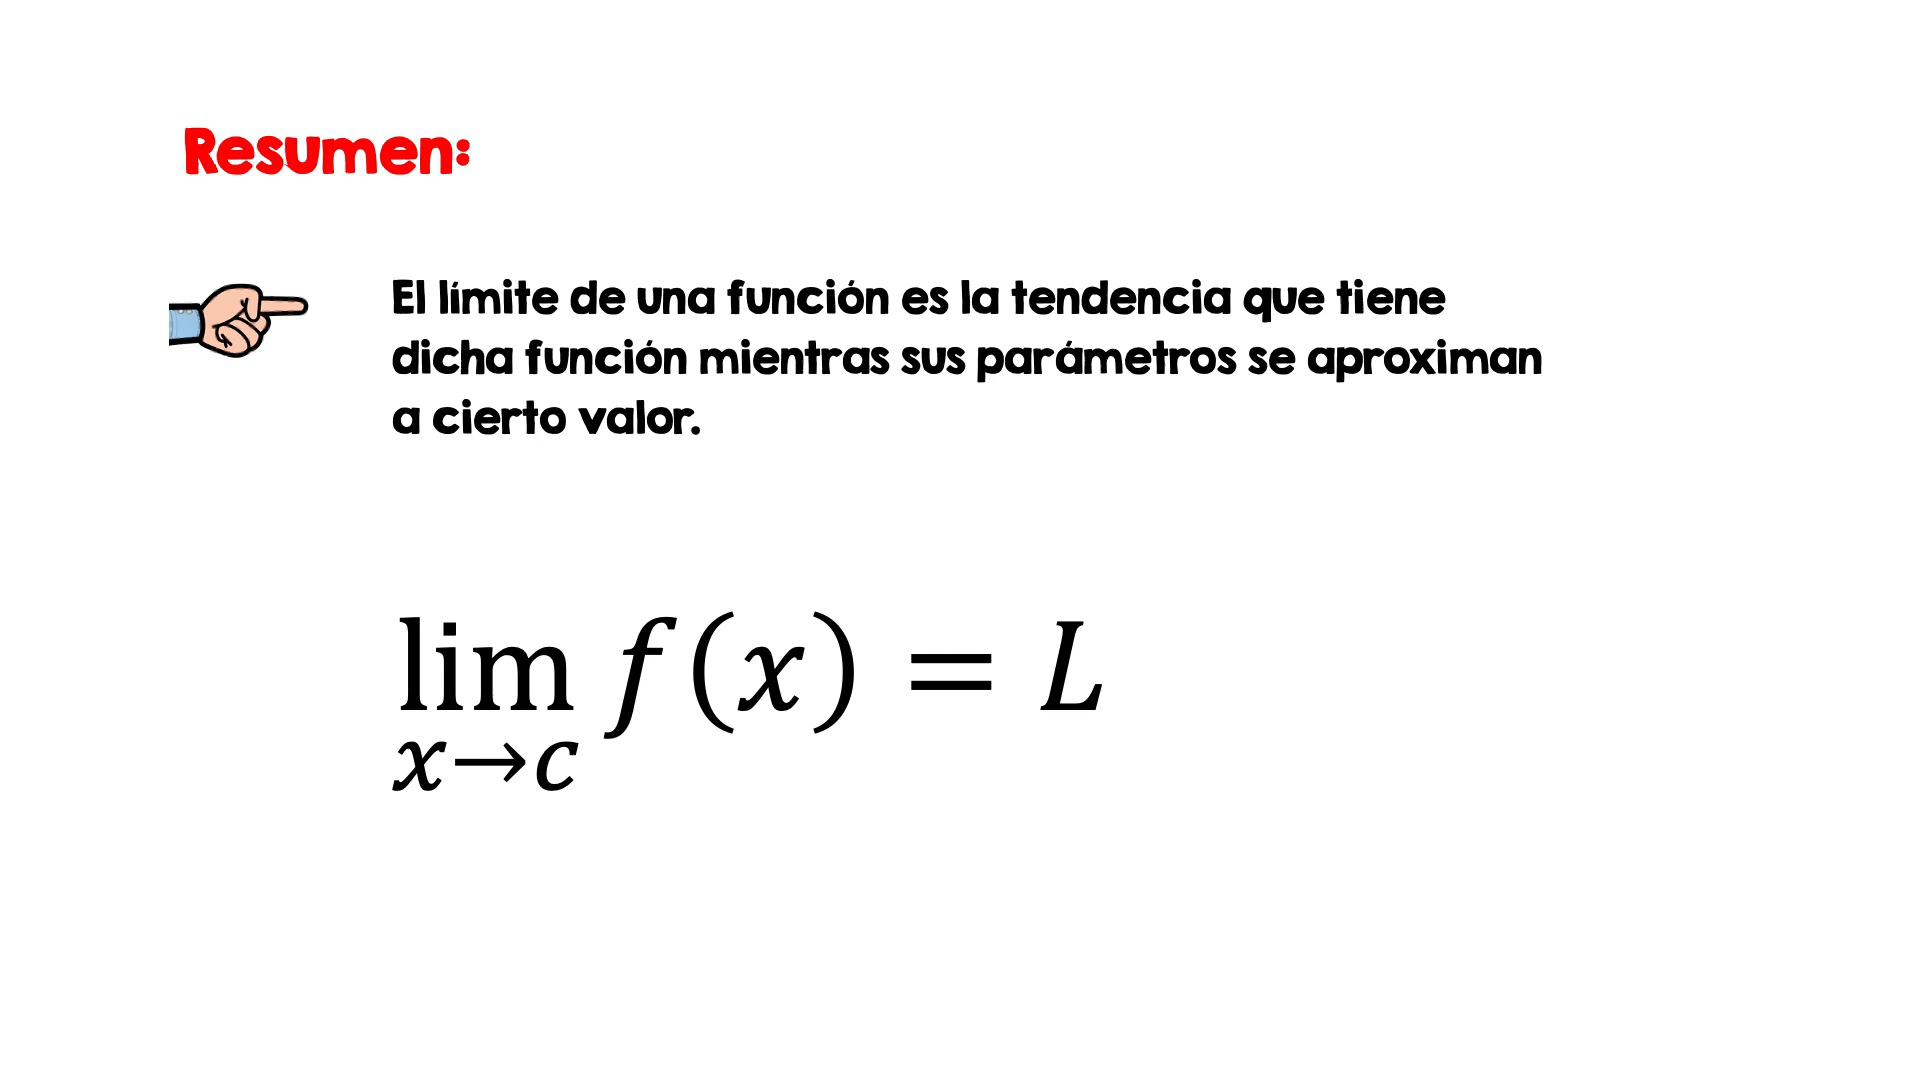 Resumen:
El límite de una función es la tendencia que tiene
dicha función mientras sus parámetros se aproximan
a cierto valor.
lim f(x) = L
x→c